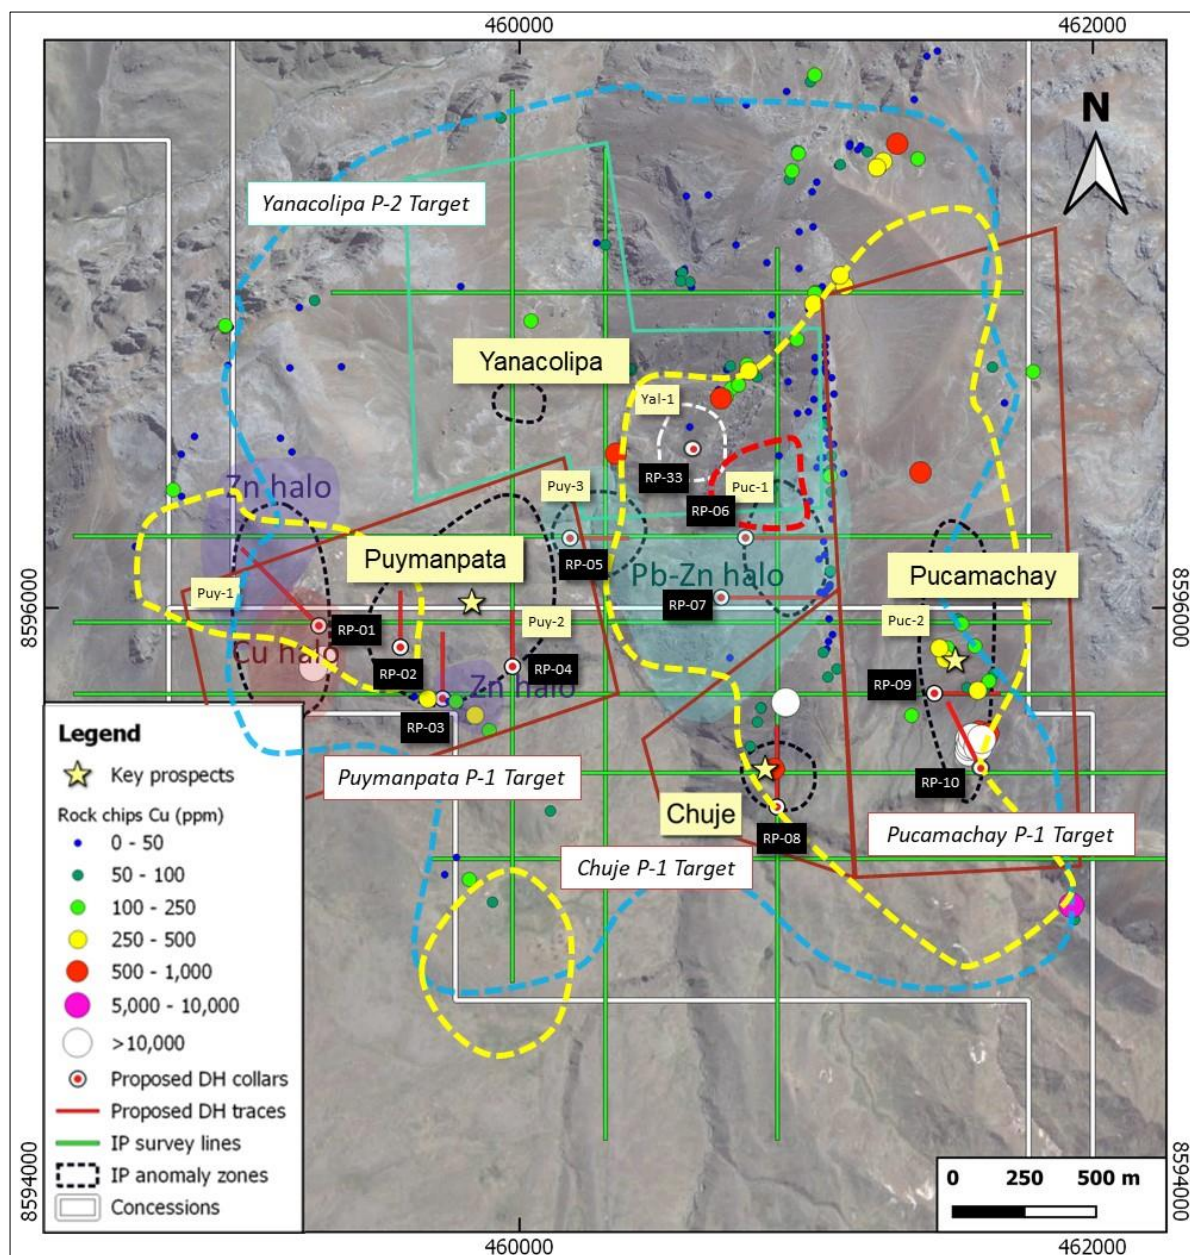 460000
462000
N
Yanacolipa P-2 Target
Yanacolipa
Yal-1
RP-33
Zn halo
Puy-3
Puc-1
RP-06
Puymanpata
RP-05
Pb-Zn halo
Pucamachay
8596000
8596000
Puy-1
RP-07
RP-01
Puy-2
Puc-2
Cu halo
RP-02
RP-04
RP-09
Zn halo
RP-03
Legend
Key prospects
Rock chips Cu (ppm)
0 - 50
50 - 100
100 - 250
250 - 500
500 - 1,000
5,000 - 10,000
>10,000
Proposed DH collars
Proposed DH traces
IP survey lines
IP anomaly zones
Concessions
Puymanpata P-1 Target
RP-10
Chuje
RP-08
Pucamachay P-1 Target
Chuje P-1 Target
8594000
8594000
0 250 500 m
460000
462000